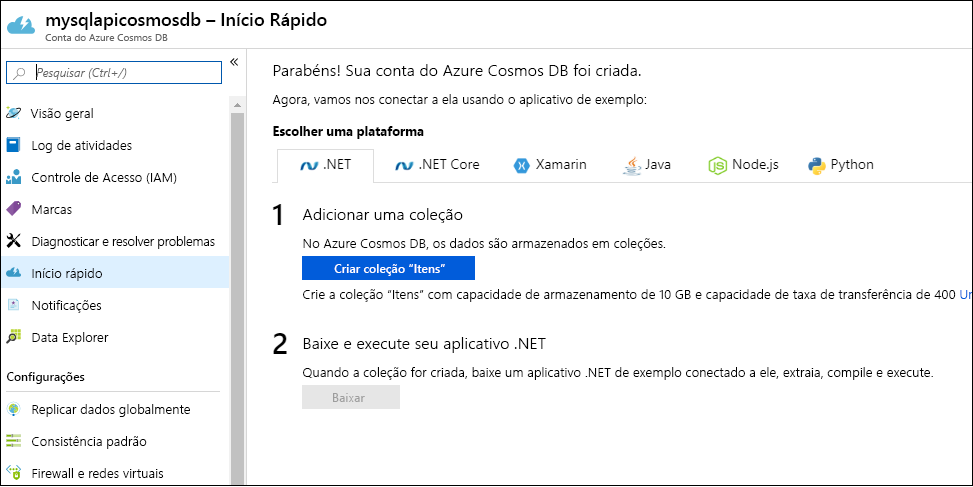 mysqlapicosmosdb – Início Rápido
Conta do Azure Cosmos DB
Pesquisar (Ctrl+/)
«
Visão geral
Log de atividades
Controle de Acesso (IAM)
Marcas
Diagnosticar e resolver problemas
Início rápido
Notificações
Data Explorer
Configurações
Replicar dados globalmente
Consistência padrão
Firewall e redes virtuais
Parabéns! Sua conta do Azure Cosmos DB foi criada.
Agora, vamos nos conectar a ela usando o aplicativo de exemplo:
Escolher uma plataforma
.NET .NET Core Xamarin Java Node.js Python
1 Adicionar uma coleção
No Azure Cosmos DB, os dados são armazenados em coleções.
Criar coleção “Itens”
Crie a coleção “Itens” com capacidade de armazenamento de 10 GB e capacidade de taxa de transferência de 400 Ur
2 Baixe e execute seu aplicativo .NET
Quando a coleção for criada, baixe um aplicativo .NET de exemplo conectado a ele, extraia, compile e execute.
Baixar